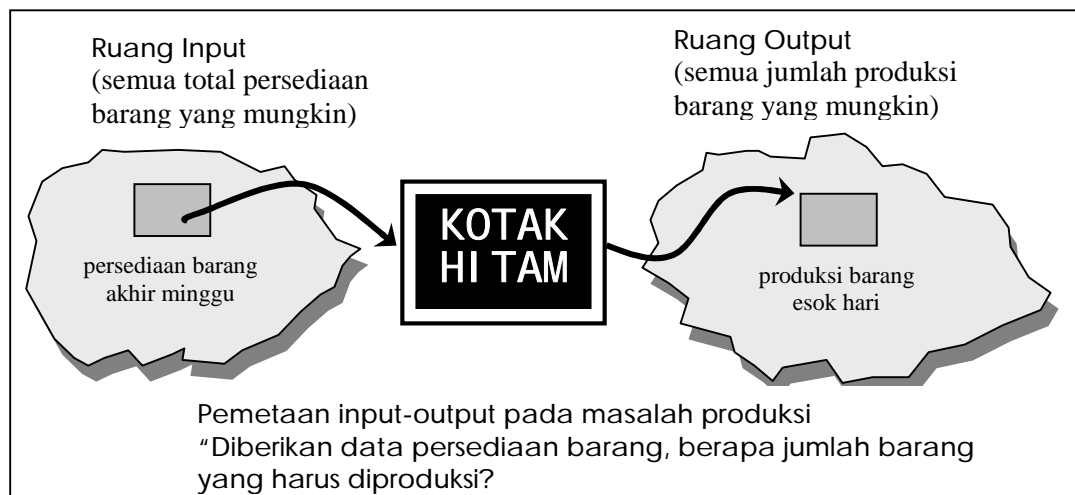 Ruang Input
(semua total persediaan
barang yang mungkin)
Ruang Output
(semua jumlah produksi
barang yang mungkin)
persediaan barang
akhir minggu
KOTAK
HITAM
produksi barang
esok hari
Pemetaan input-output pada masalah produksi
“Diberikan data persediaan barang, berapa jumlah barang
yang harus diproduksi?